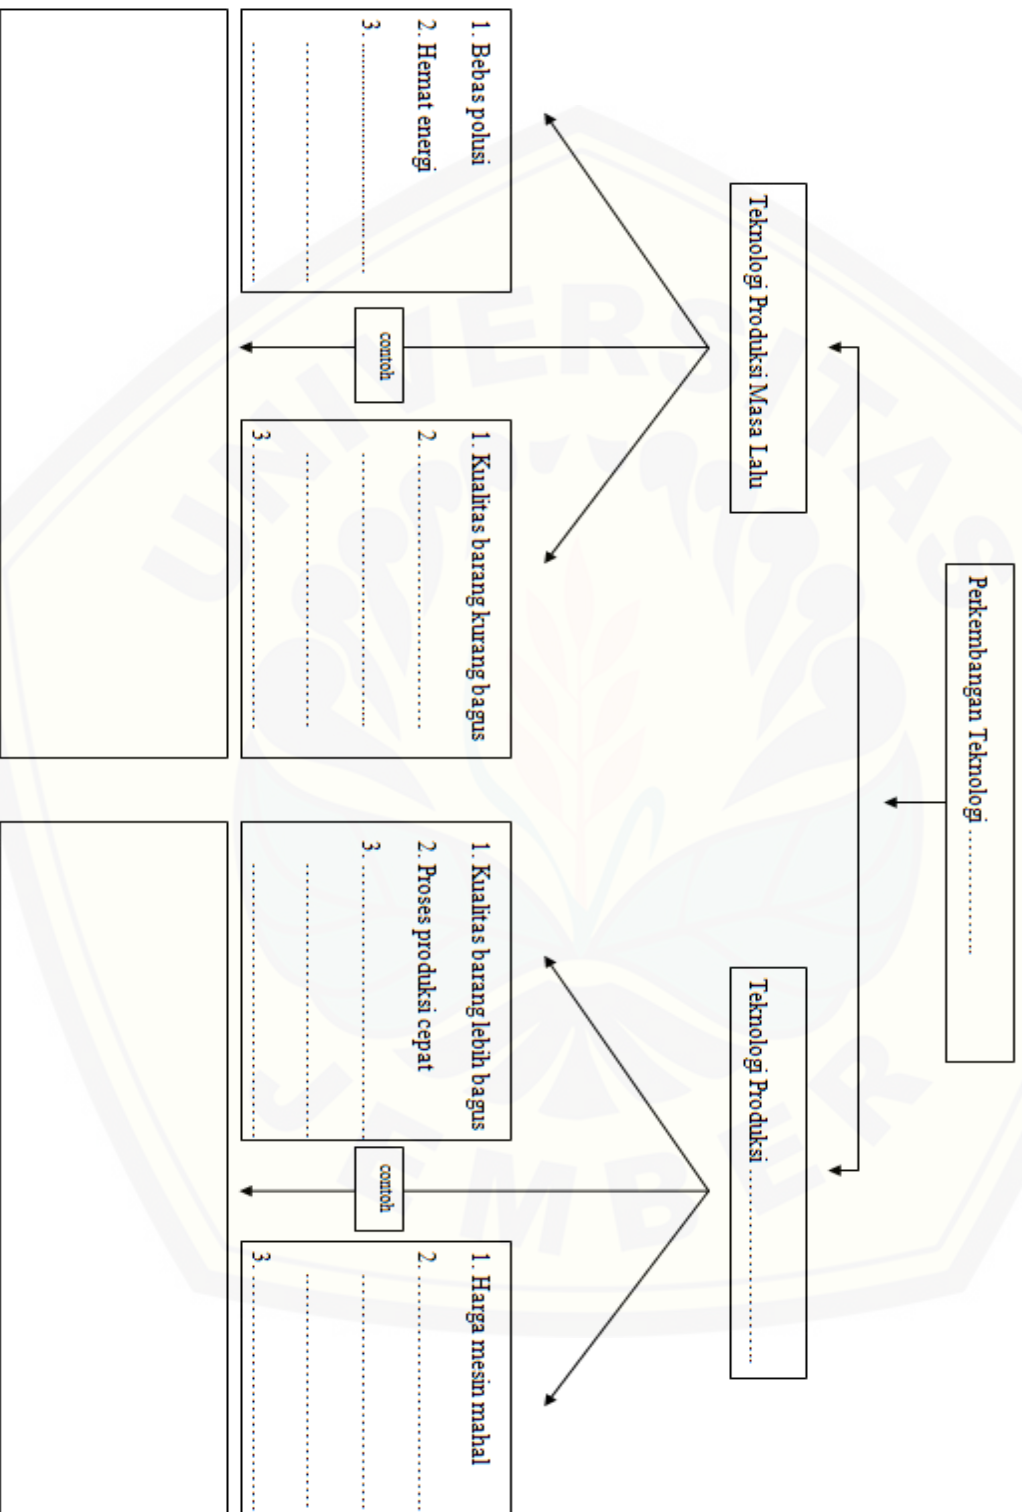 Perkembangan Teknologi ……………
Teknologi Produksi Masa Lalu
Teknologi Produksi ……………………
1. Bebas polusi
2. Hemat energi
3. ……………………
……………………
……………………
contoh
1. Kualitas barang kurang bagus
2. ……………………
……………………
……………………
3. ……………………
1. Kualitas barang lebih bagus
2. Proses produksi cepat
3. ……………………
……………………
……………………
contoh
1. Harga mesin mahal
2. ……………………
……………………
……………………
3. ……………………
UNIVERSITAS
JEMBER